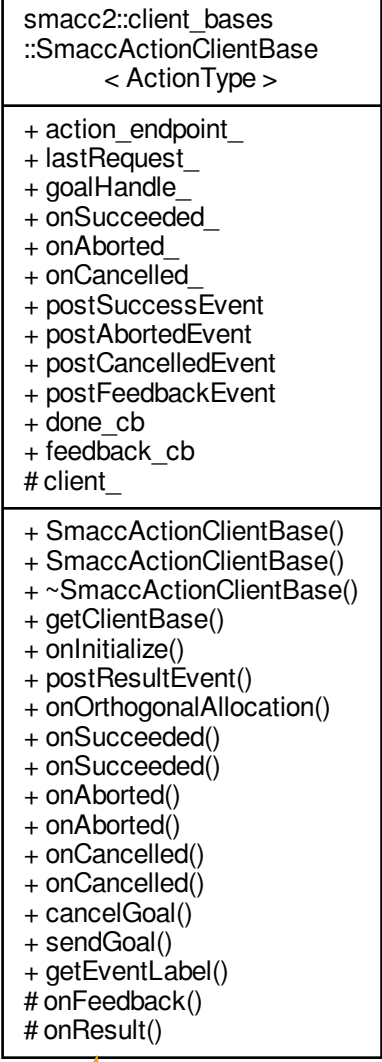 smacc2::client_bases
::SmaccActionClientBase
< ActionType >
+ action_endpoint_
+ lastRequest_
+ goalHandle_
+ onSucceeded_
+ onAborted_
+ onCancelled_
+ postSuccessEvent
+ postAbortedEvent
+ postCancelledEvent
+ postFeedbackEvent
+ done_cb
+ feedback_cb
# client_
+ SmaccActionClientBase()
+ SmaccActionClientBase()
+ ~SmaccActionClientBase()
+ getClientBase()
+ onInitialize()
+ postResultEvent()
+ onOrthogonalAllocation()
+ onSucceeded()
+ onSucceeded()
+ onAborted()
+ onAborted()
+ onCancelled()
+ onCancelled()
+ cancelGoal()
+ sendGoal()
+ getEventLabel()
# onFeedback()
# onResult()